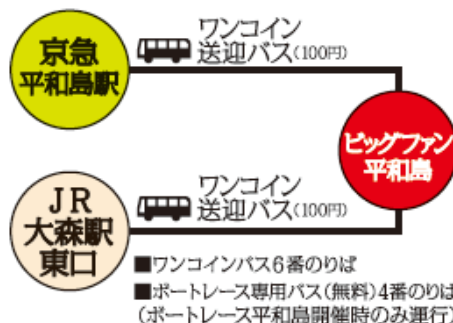 京急
平和島駅
ワンコイン
送迎バス(100円)
ビッグファン
平和島
JR
大森駅
東口
ワンコイン
送迎バス(100円)
■ワンコインバス6番のりば
■ボートレース専用バス(無料)4番のりば
(ボートレース平和島開催時のみ運行)